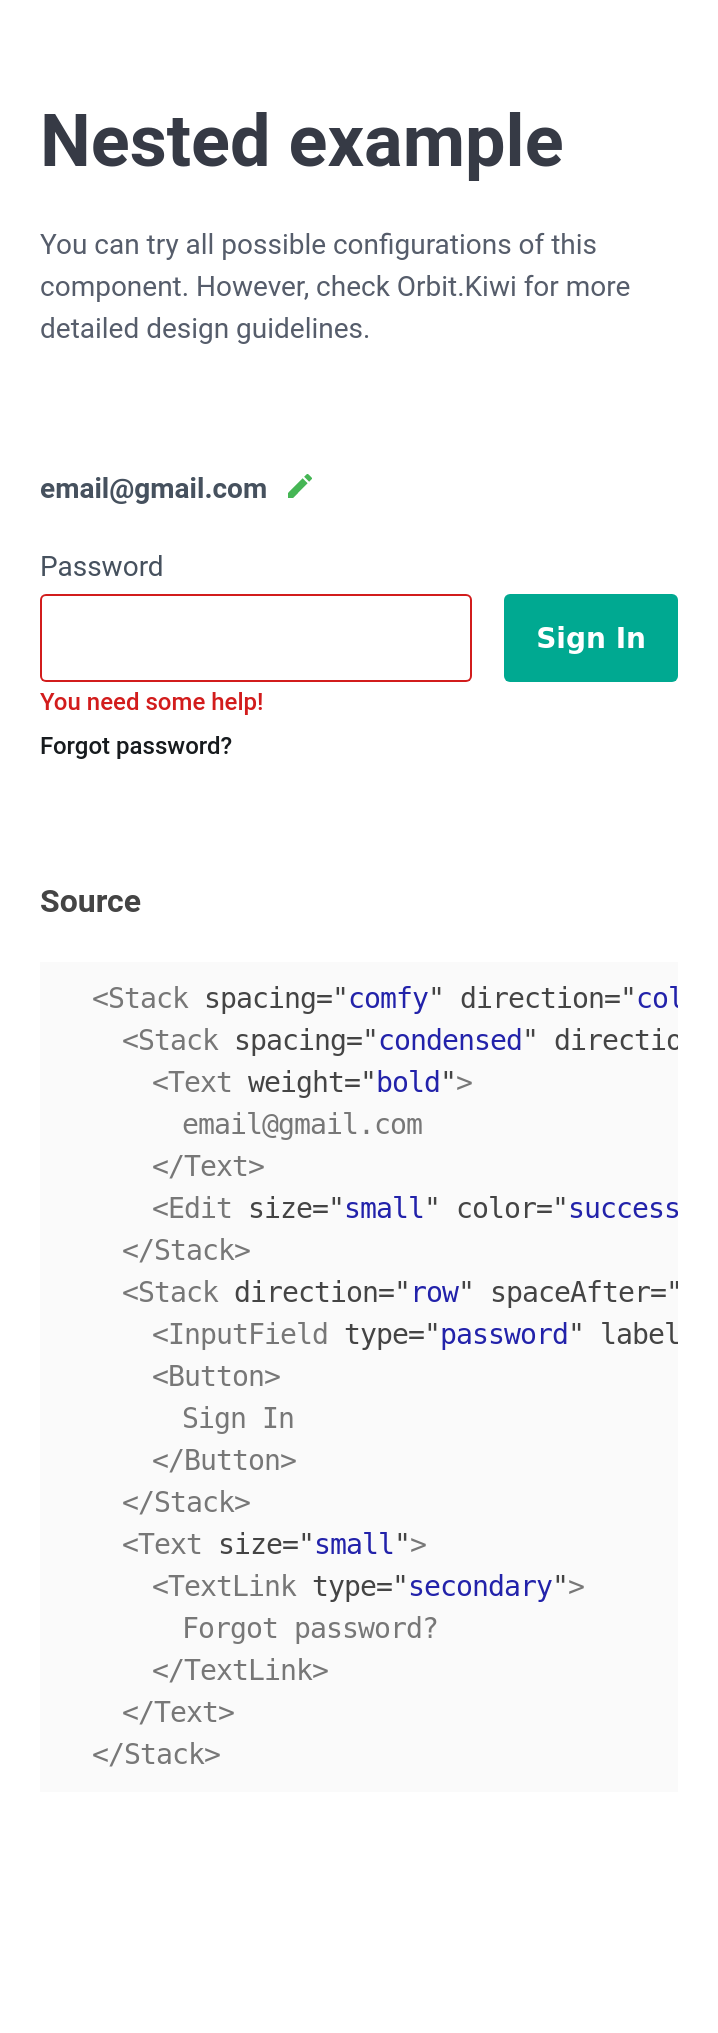 Nested example
You can try all possible configurations of this
component. However, check Orbit.Kiwi for more
detailed design guidelines.
email@gmail.com
Password
Sign In
You need some help!
Forgot password?
Source
<Stack spacing="comfy" direction="col
<Stack spacing="condensed" directio
<Text weight="bold">
email@gmail.com
</Text>
<Edit size="small" color="success
</Stack>
<Stack direction="row" spaceAfter="
<InputField type="password" label
<Button>
Sign In
</Button>
</Stack>
<Text size="small">
<TextLink type="secondary">
Forgot password?
</TextLink>
</Text>
</Stack>